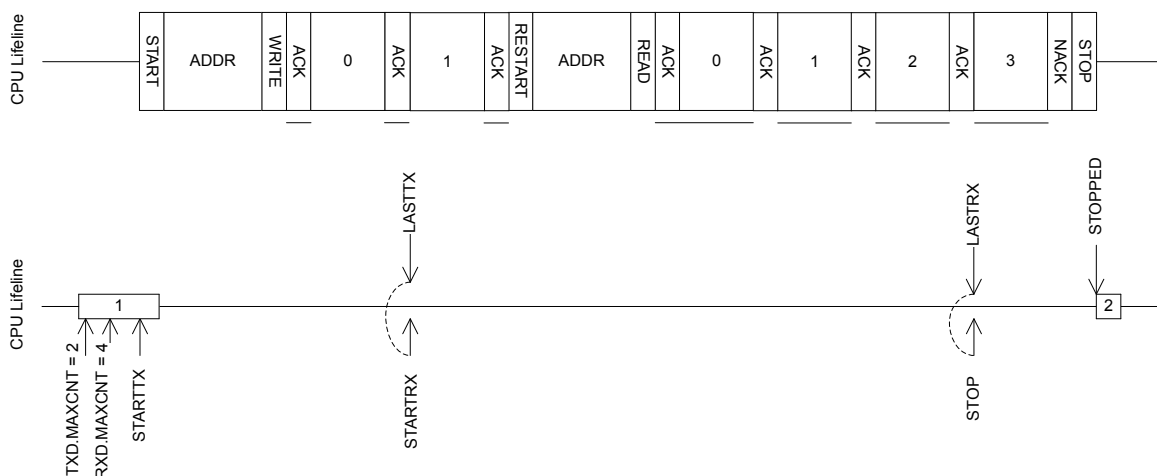 CPU Lifeline
START
ADDR
WRITE
ACK
0
ACK
1
ACK
RESTART
ADDR
READ
ACK
0
ACK
1
ACK
2
ACK
3
NACK
STOP
LASTTX
LASTRX
STOPPED
CPU Lifeline
1
2
TXD.MAXCNT = 2
RXD.MAXCNT = 4
STARTTX
STARTRX
STOP